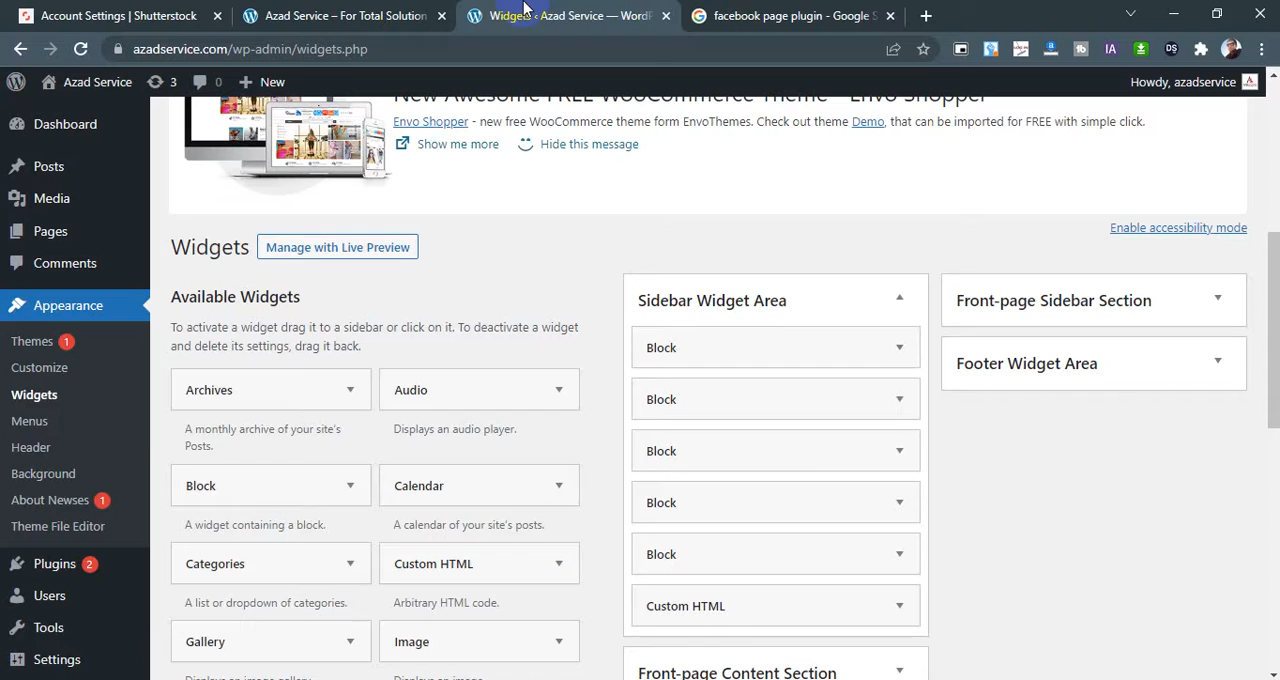 Account Settings | Shutterstock
Azad Service – For Total Solution
Widgets ‹ Azad Service — WordP
facebook page plugin - Google S
azadservice.com/wp-admin/widgets.php
Azad Service 3 0 New
Howdy, azadservice
Dashboard
Posts
Media
Pages
Comments
Appearance
Themes 1
Customize
Widgets
Menus
Header
Background
About Newses 1
Theme File Editor
Plugins 2
Users
Tools
Settings
New Awesome FREE WooCommerce Theme - Envo Shopper
Envo Shopper - new free WooCommerce theme form EnvoThemes. Check out theme Demo, that can be imported for FREE with simple click.
Show me more Hide this message
Enable accessibility mode
Widgets Manage with Live Preview
Available Widgets
To activate a widget drag it to a sidebar or click on it. To deactivate a widget
and delete its settings, drag it back.
Archives
A monthly archive of your site's
Posts.
Audio
Displays an audio player.
Block
A widget containing a block.
Calendar
A calendar of your site's posts.
Categories
A list or dropdown of categories.
Custom HTML
Arbitrary HTML code.
Gallery
Image
Sidebar Widget Area
Block
Block
Block
Block
Block
Custom HTML
Front-page Content Section
Front-page Sidebar Section
Footer Widget Area